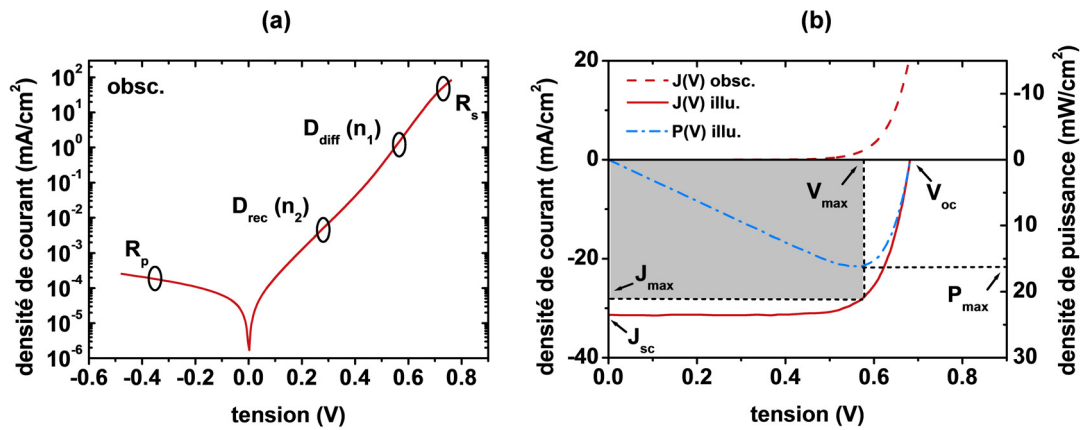 (a)
densité de courant (mA/cm²)
10²
10¹
10⁰
10⁻¹
10⁻²
10⁻³
10⁻⁴
10⁻⁵
10⁻⁶
obsc.
R_s
D_diff (n₁)
D_rec (n₂)
R_p
-0.6 -0.4 -0.2 0.0 0.2 0.4 0.6 0.8
tension (V)
(b)
densité de courant (mA/cm²)
20
0
-20
-40
J(V) obsc.
J(V) illu.
P(V) illu.
V_max
V_oc
J_max
P_max
J_sc
0.0 0.2 0.4 0.6 0.8
tension (V)
-10
0
10
20
30
densité de puissance (mW/cm²)